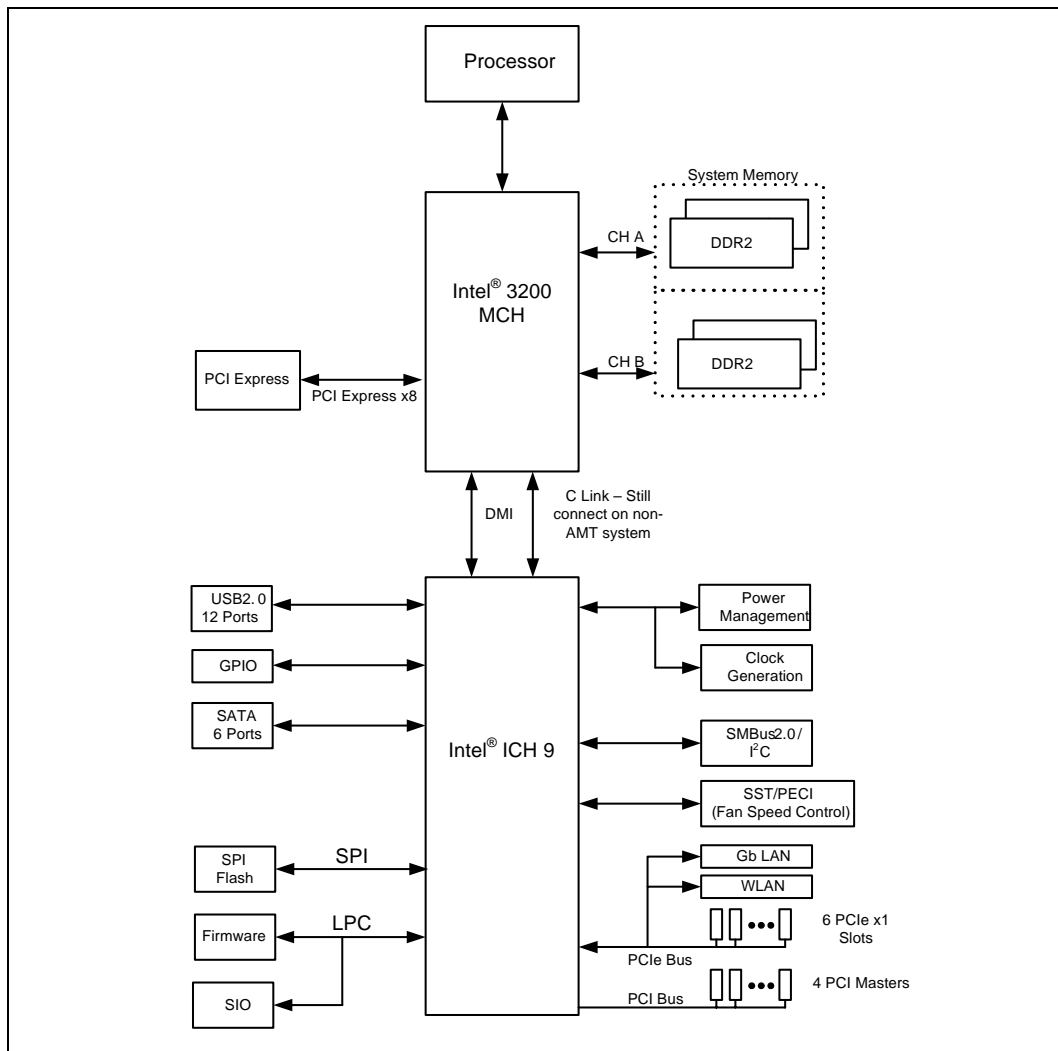 Processor
System Memory
CH A
DDR2
Intel® 3200
MCH
CH B
DDR2
PCI Express
PCI Express x8
DMI
C Link – Still
connect on non-
AMT system
USB2.0
12 Ports
Power
Management
GPIO
Clock
Generation
SATA
6 Ports
Intel® ICH 9
SMBus2.0/
I²C
SST/PECI
(Fan Speed Control)
SPI
Flash
SPI
Gb LAN
WLAN
Firmware
LPC
6 PCIe x1
Slots
PCIe Bus
SIO
PCI Bus
4 PCI Masters